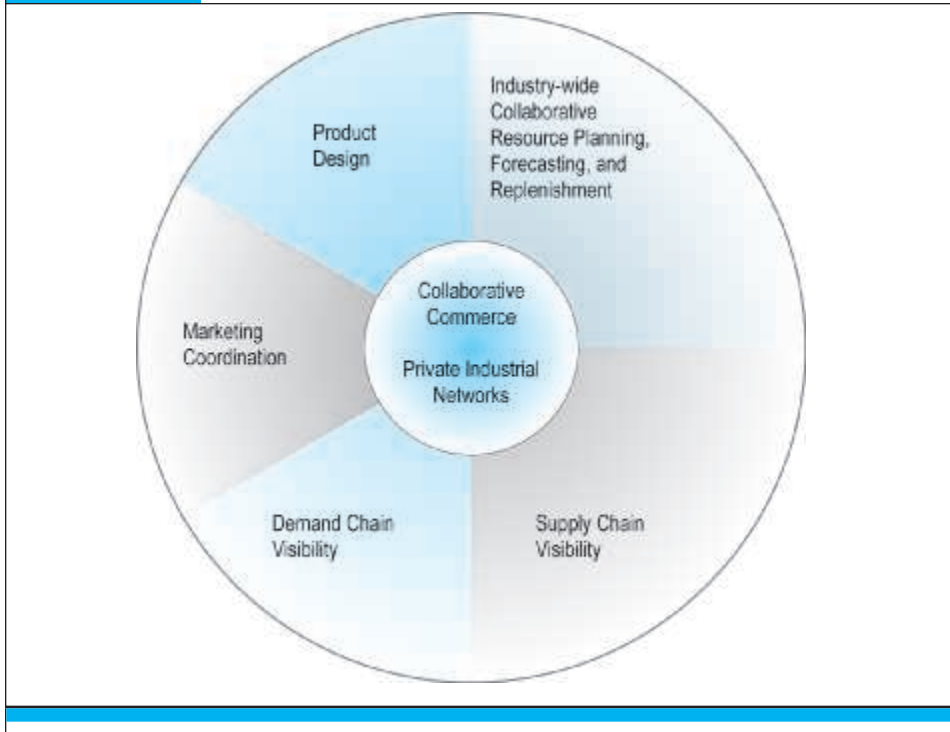 Product
Design
Industry-wide
Collaborative
Resource Planning,
Forecasting, and
Replenishment
Collaborative
Commerce
Private Industrial
Networks
Marketing
Coordination
Demand Chain
Visibility
Supply Chain
Visibility